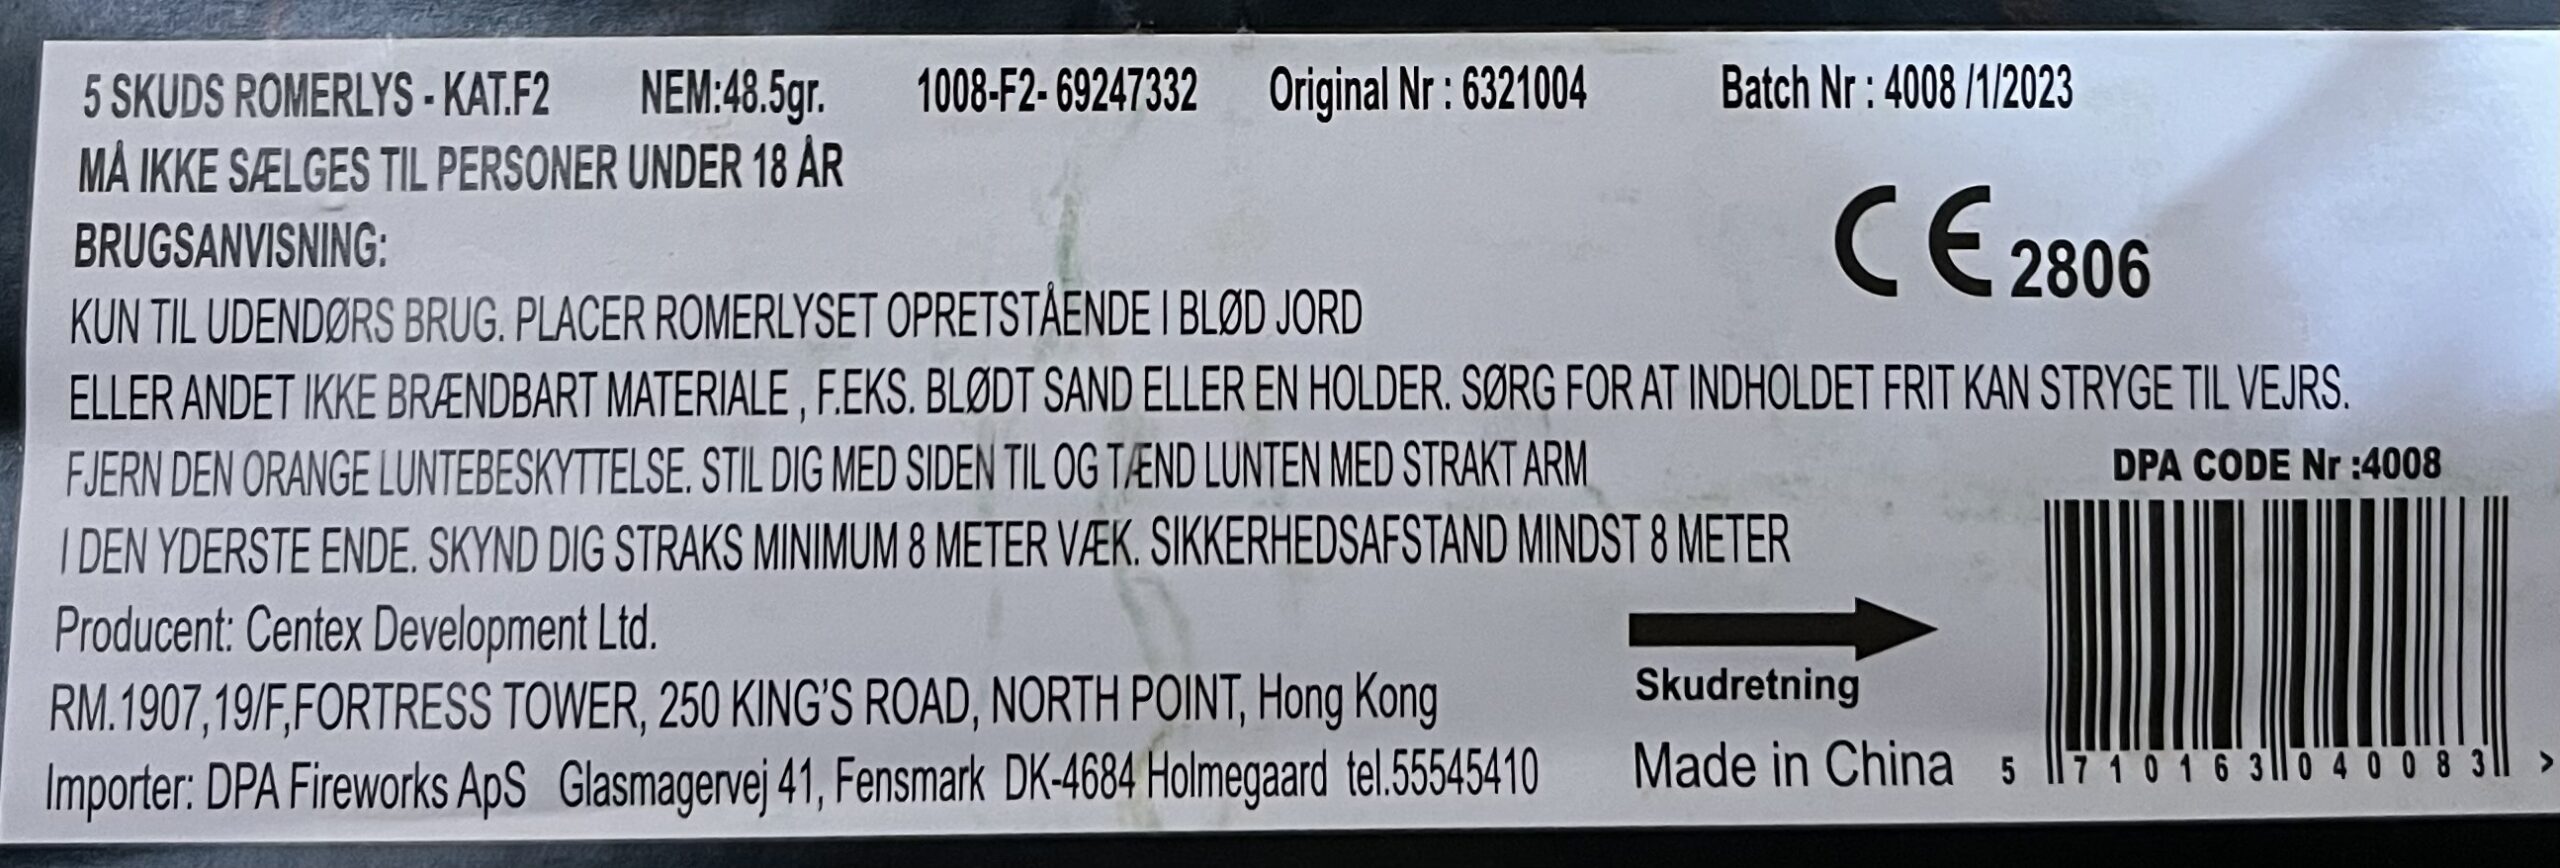 5 SKUDS ROMERLYS - KAT.F2 NEM:48.5gr. 1008-F2- 69247332 Original Nr : 6321004 Batch Nr : 4008 /1/2023
MÅ IKKE SÆLGES TIL PERSONER UNDER 18 ÅR
BRUGSANVISNING:
CE 2806
KUN TIL UDENDØRS BRUG. PLACER ROMERLYSET OPRETSTÅENDE I BLØD JORD
ELLER ANDET IKKE BRÆNDBART MATERIALE , F.EKS. BLØDT SAND ELLER EN HOLDER. SØRG FOR AT INDHOLDET FRIT KAN STRYGE TIL VEJRS.
FJERN DEN ORANGE LUNTEBESKYTTELSE. STIL DIG MED SIDEN TIL OG TÆND LUNTEN MED STRAKT ARM
I DEN YDERSTE ENDE. SKYND DIG STRAKS MINIMUM 8 METER VÆK. SIKKERHEDSAFSTAND MINDST 8 METER
Producent: Centex Development Ltd.
RM.1907,19/F,FORTRESS TOWER, 250 KING'S ROAD, NORTH POINT, Hong Kong
Importer: DPA Fireworks ApS Glasmagervej 41, Fensmark DK-4684 Holmegaard tel.55545410
Skudretning
Made in China
DPA CODE Nr :4008
5 710163 040083 >